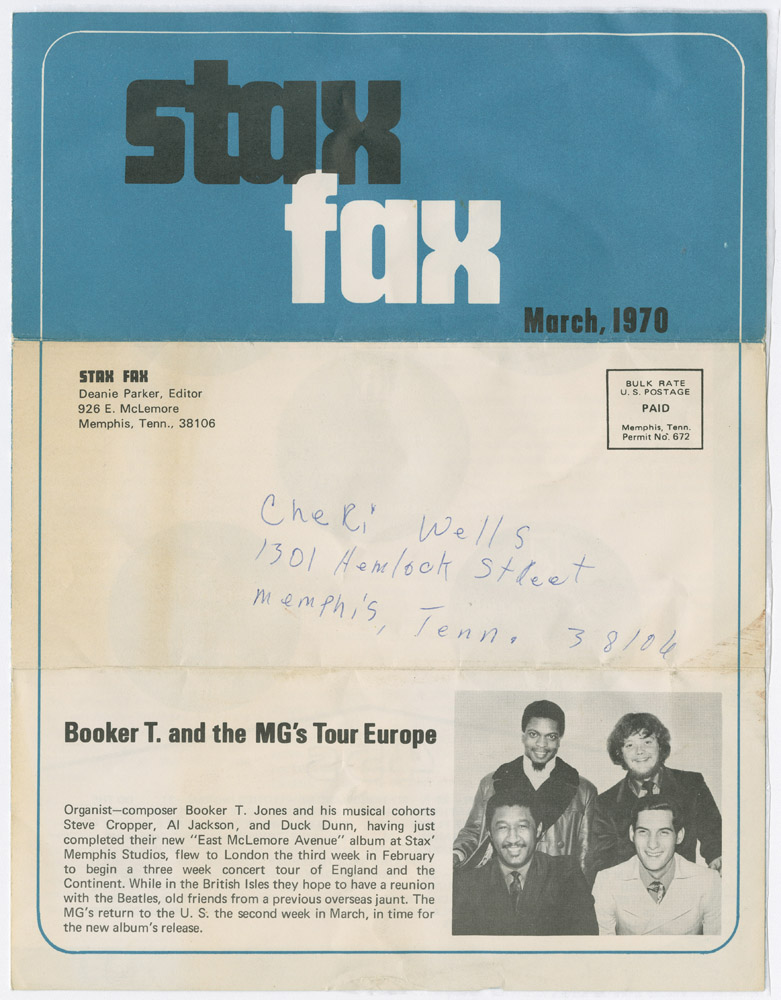 stax
fax
March, 1970
STAX FAX
Deanie Parker, Editor
926 E. McLemore
Memphis, Tenn., 38106
BULK RATE
U. S. POSTAGE
PAID
Memphis, Tenn.
Permit No. 672
CheRi Wells
1301 Hemlock Street
Memphis, Tenn. 38106
Booker T. and the MG's Tour Europe
Organist—composer Booker T. Jones and his musical cohorts
Steve Cropper, Al Jackson, and Duck Dunn, having just
completed their new "East McLemore Avenue" album at Stax'
Memphis Studios, flew to London the third week in February
to begin a three week concert tour of England and the
Continent. While in the British Isles they hope to have a reunion
with the Beatles, old friends from a previous overseas jaunt. The
MG's return to the U. S. the second week in March, in time for
the new album's release.